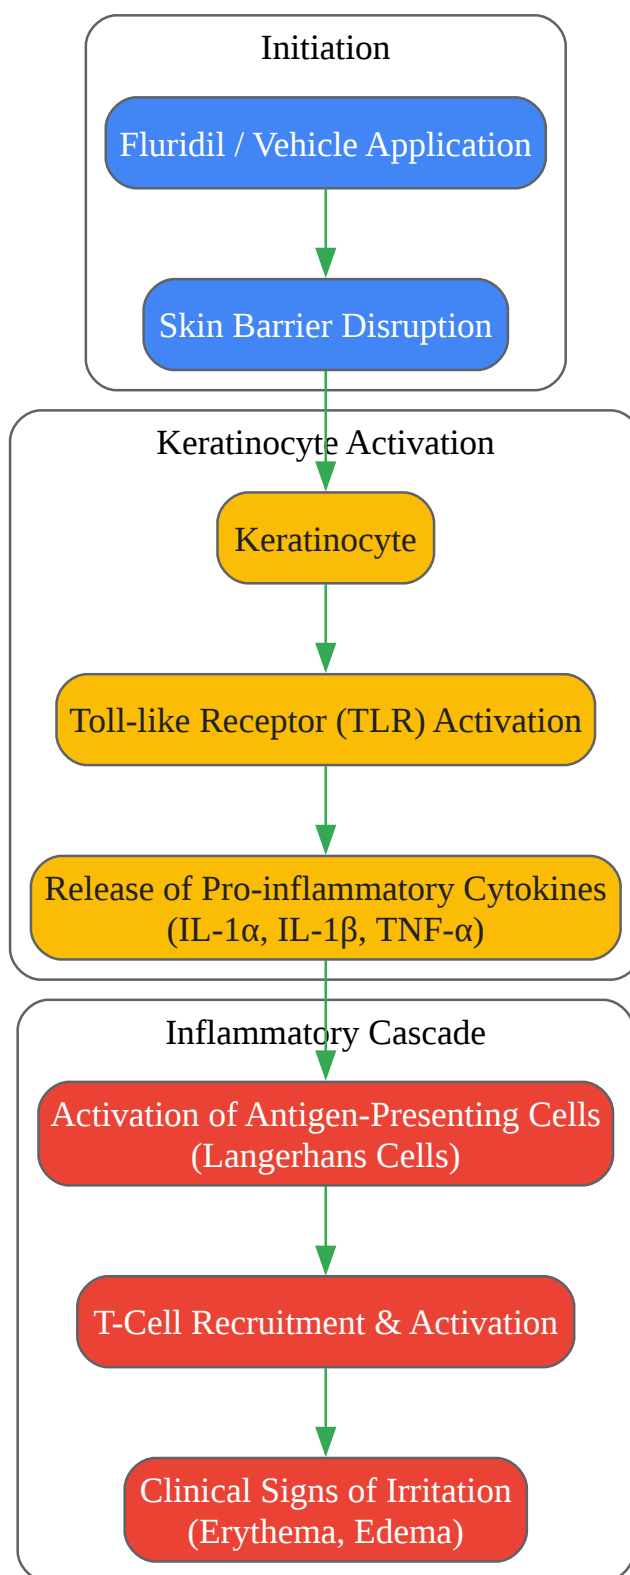 Initiation
Fluridil / Vehicle Application
Skin Barrier Disruption
Keratinocyte Activation
Keratinocyte
Toll-like Receptor (TLR) Activation
Release of Pro-inflammatory Cytokines
(IL-1α, IL-1β, TNF-α)
Inflammatory Cascade
Activation of Antigen-Presenting Cells
(Langerhans Cells)
T-Cell Recruitment & Activation
Clinical Signs of Irritation
(Erythema, Edema)